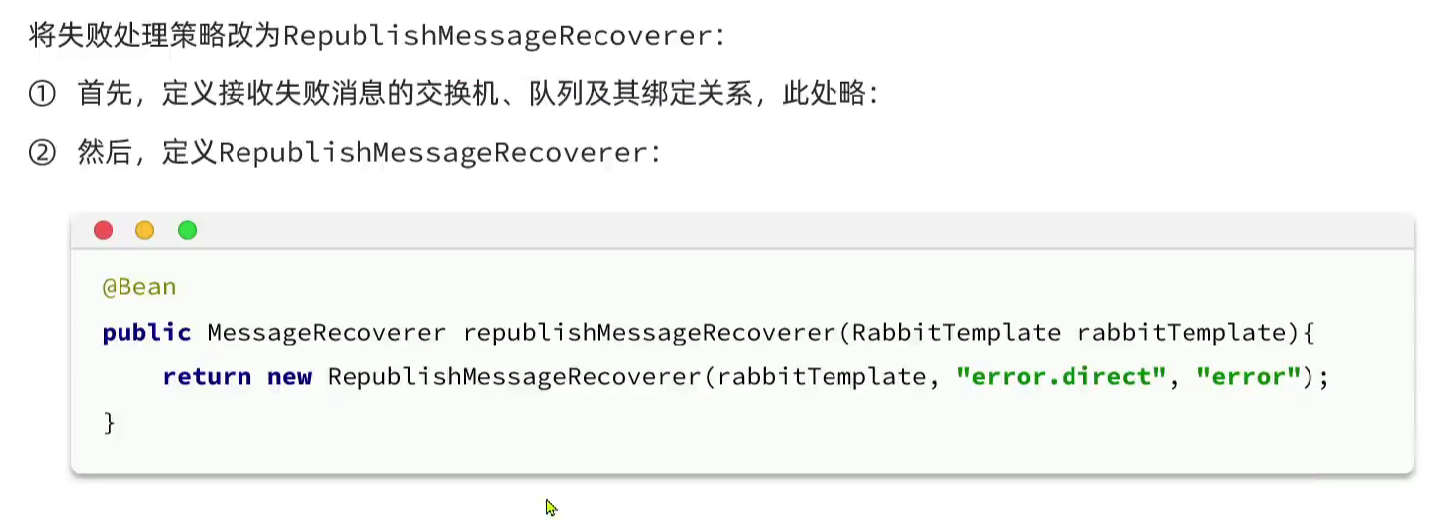 将失败处理策略改为RepublishMessageRecoverer：
① 首先，定义接收失败消息的交换机、队列及其绑定关系，此处略：
② 然后，定义RepublishMessageRecoverer：
@Bean
public MessageRecoverer republishMessageRecoverer(RabbitTemplate rabbitTemplate){
    return new RepublishMessageRecoverer(rabbitTemplate, "error.direct", "error");
}